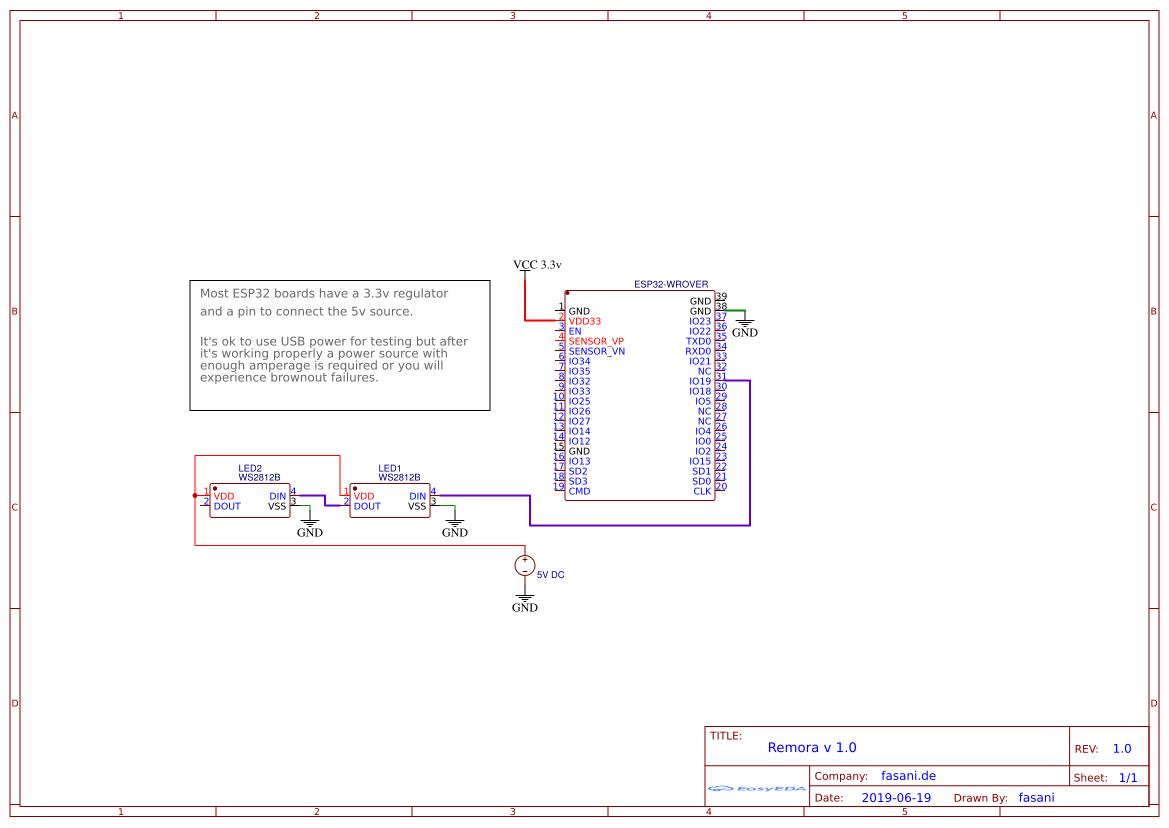 1 2 3 4 5
A A
B B
C C
D D
VCC 3.3v
Most ESP32 boards have a 3.3v regulator
and a pin to connect the 5v source.
It's ok to use USB power for testing but after
it's working properly a power source with
enough amperage is required or you will
experience brownout failures.
ESP32-WROVER
1 GND
2 VDD33
3 EN
4 SENSOR_VP
5 SENSOR_VN
6 IO34
7 IO35
8 IO32
9 IO33
10 IO25
11 IO26
12 IO27
13 IO14
14 IO12
15 GND
16 IO13
17 SD2
18 SD3
19 CMD
GND 39
GND 38
IO23 37
IO22 36
TXD0 35
RXD0 34
IO21 33
NC 32
IO19 31
IO18 30
IO5 29
NC 28
NC 27
IO4 26
IO0 25
IO2 24
IO15 23
SD1 22
SD0 21
CLK 20
GND
LED2
WS2812B
1 VDD DIN 4
2 DOUT VSS 3
GND
LED1
WS2812B
1 VDD DIN 4
2 DOUT VSS 3
GND
5V DC
GND
TITLE:
Remora v 1.0
REV: 1.0
EasyEDA
Company: fasani.de
Sheet: 1/1
Date: 2019-06-19 Drawn By: fasani
1 2 3 4 5